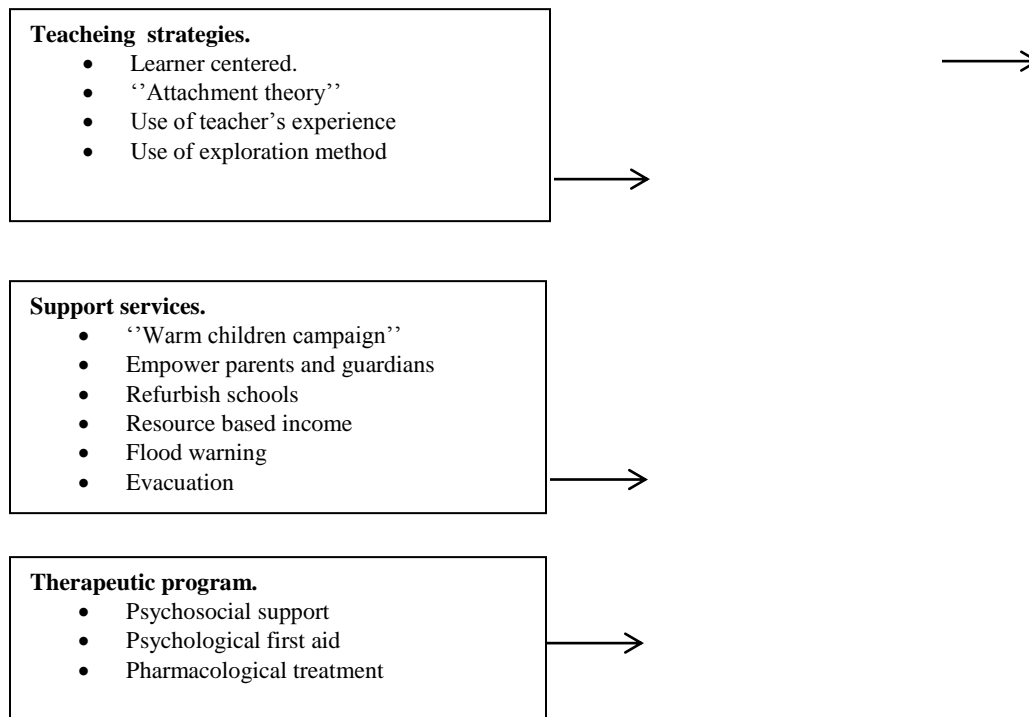 Teacheing strategies.
• Learner centered.
• ‘’Attachment theory’’
• Use of teacher’s experience
• Use of exploration method
Support services.
• ‘’Warm children campaign’’
• Empower parents and guardians
• Refurbish schools
• Resource based income
• Flood warning
• Evacuation
Therapeutic program.
• Psychosocial support
• Psychological first aid
• Pharmacological treatment